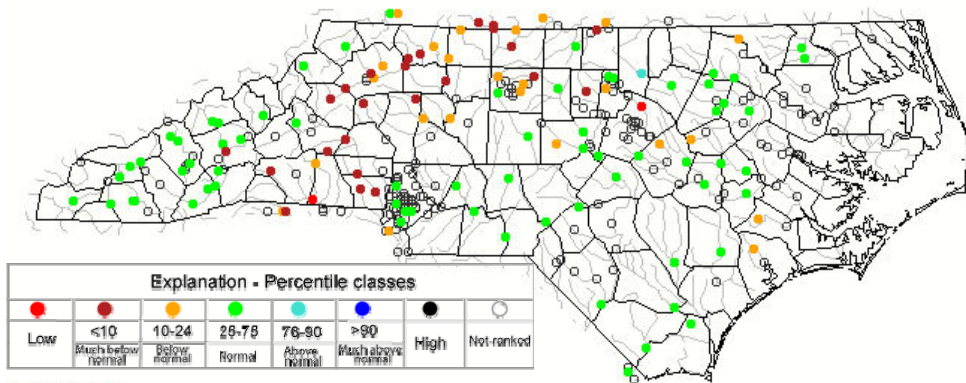 Explanation - Percentile classes
Low <10 10-24 25-75 76-90 >90 High Not-ranked
Much below normal Below normal Normal Above normal Much above normal